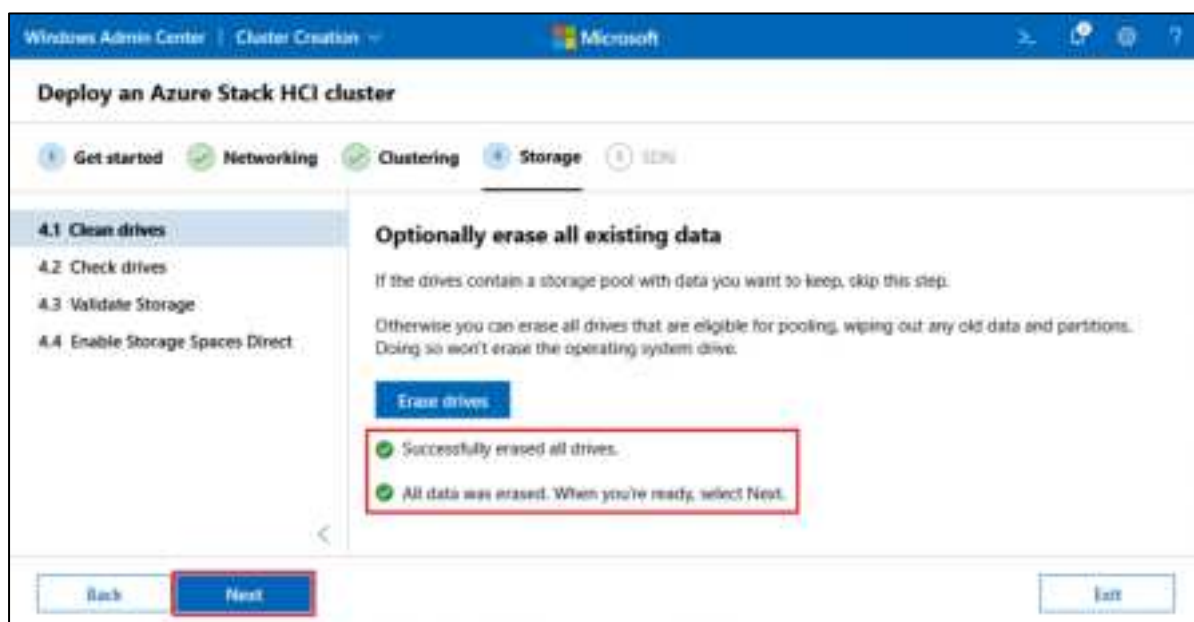 Windows Admin Center | Cluster Creation
Microsoft
Deploy an Azure Stack HCI cluster
1 Get started
Networking
Clustering
4 Storage
5 SDN
4.1 Clean drives
4.2 Check drives
4.3 Validate Storage
4.4 Enable Storage Spaces Direct
Optionally erase all existing data
If the drives contain a storage pool with data you want to keep, skip this step.
Otherwise you can erase all drives that are eligible for pooling, wiping out any old data and partitions.
Doing so won't erase the operating system drive.
Erase drives
Successfully erased all drives.
All data was erased. When you're ready, select Next.
Back
Next
Exit